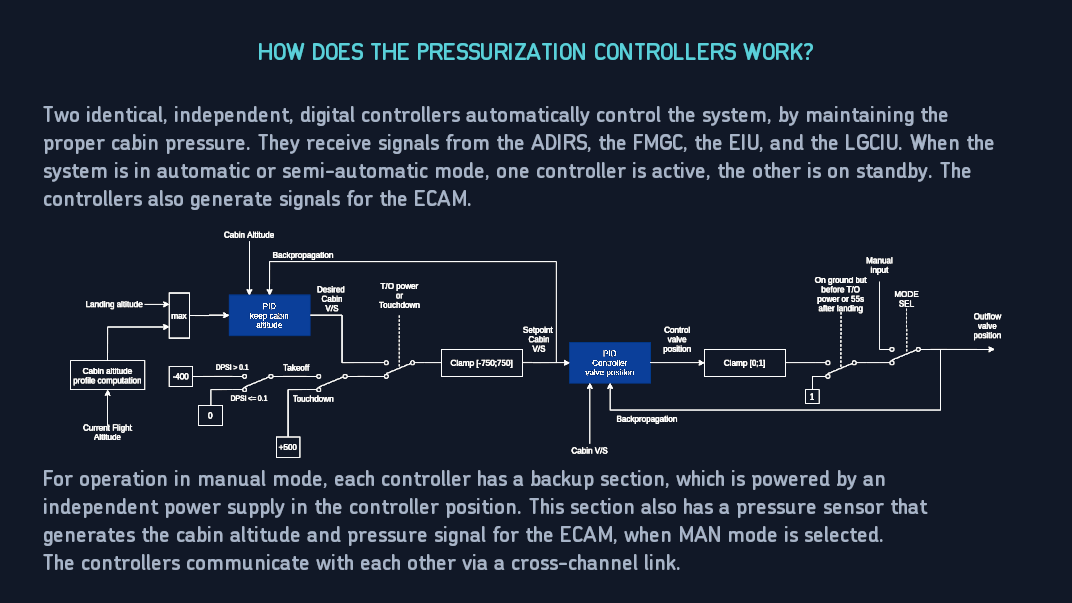 HOW DOES THE PRESSURIZATION CONTROLLERS WORK?
Two identical, independent, digital controllers automatically control the system, by maintaining the
proper cabin pressure. They receive signals from the ADIRS, the FMGC, the EIU, and the LGCIU. When the
system is in automatic or semi-automatic mode, one controller is active, the other is on standby. The
controllers also generate signals for the ECAM.
Cabin Altitude
Backpropagation
Landing altitude
max
PID
keep cabin
altitude
Desired
Cabin
V/S
T/O power
or
Touchdown
Cabin altitude
profile computation
Current Flight
Altitude
-400
DPSI > 0.1
DPSI <= 0.1
0
Takeoff
Touchdown
+500
Clamp [-750;750]
Setpoint
Cabin
V/S
PID
Controller
valve position
Cabin V/S
Backpropagation
Control
valve
position
Clamp [0;1]
On ground but
before T/O
power or 55s
after landing
1
Manual
input
MODE
SEL
Outflow
valve
position
For operation in manual mode, each controller has a backup section, which is powered by an
independent power supply in the controller position. This section also has a pressure sensor that
generates the cabin altitude and pressure signal for the ECAM, when MAN mode is selected.
The controllers communicate with each other via a cross-channel link.